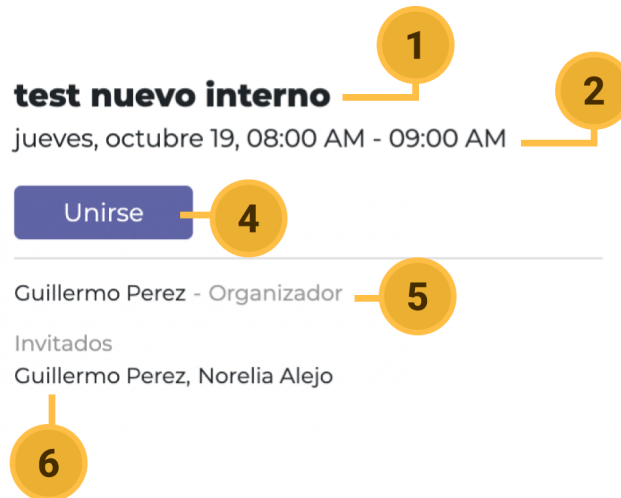 1
test nuevo interno
2
jueves, octubre 19, 08:00 AM - 09:00 AM
Unirse
4
Guillermo Perez - Organizador
5
Invitados
Guillermo Perez, Norelia Alejo
6